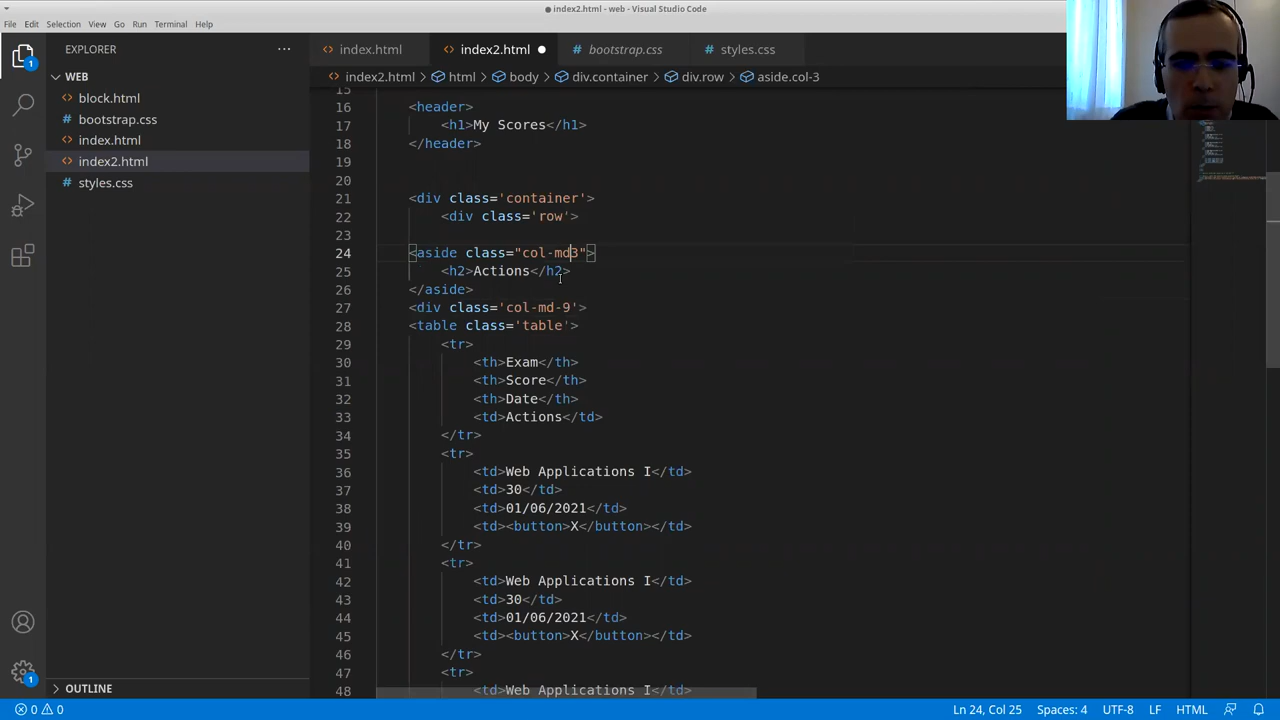 index2.html - web - Visual Studio Code
File Edit Selection View Go Run Terminal Help
EXPLORER
index.html index2.html bootstrap.css styles.css
index2.html > html > body > div.container > div.row > aside.col-3
WEB
block.html
bootstrap.css
index.html
index2.html
styles.css
15
16 <header>
17 <h1>My Scores</h1>
18 </header>
19
20
21 <div class='container'>
22 <div class='row'>
23
24 <aside class="col-md3">
25 <h2>Actions</h2>
26 </aside>
27 <div class='col-md-9'>
28 <table class='table'>
29 <tr>
30 <th>Exam</th>
31 <th>Score</th>
32 <th>Date</th>
33 <td>Actions</td>
34 </tr>
35 <tr>
36 <td>Web Applications I</td>
37 <td>30</td>
38 <td>01/06/2021</td>
39 <td><button>X</button></td>
40 </tr>
41 <tr>
42 <td>Web Applications I</td>
43 <td>30</td>
44 <td>01/06/2021</td>
45 <td><button>X</button></td>
46 </tr>
47 <tr>
48 <td>Web Applications I</td>
1
1
OUTLINE
0 0 Ln 24, Col 25 Spaces: 4 UTF-8 LF HTML